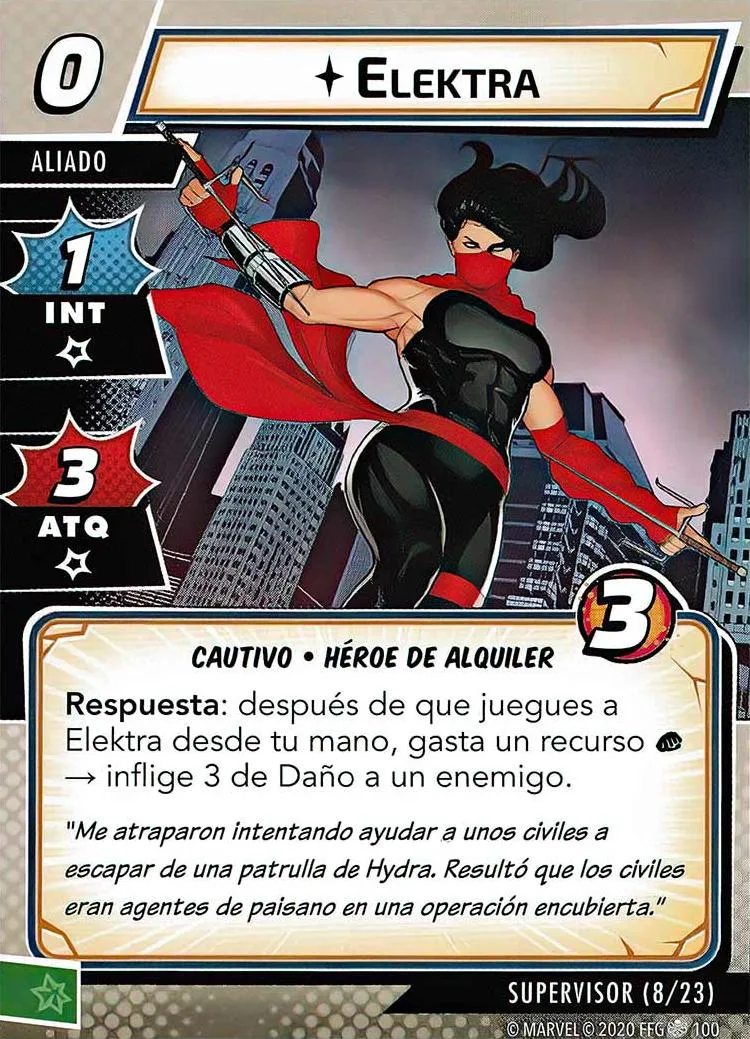 0
ELEKTRA
ALIADO
1
INT
3
ATQ
3
CAUTIVO • HÉROE DE ALQUILER
Respuesta: después de que juegues a
Elektra desde tu mano, gasta un recurso
→ inflige 3 de Daño a un enemigo.
"Me atraparon intentando ayudar a unos civiles a
escapar de una patrulla de Hydra. Resultó que los civiles
eran agentes de paisano en una operación encubierta."
SUPERVISOR (8/23)
© MARVEL © 2020 FFG 100